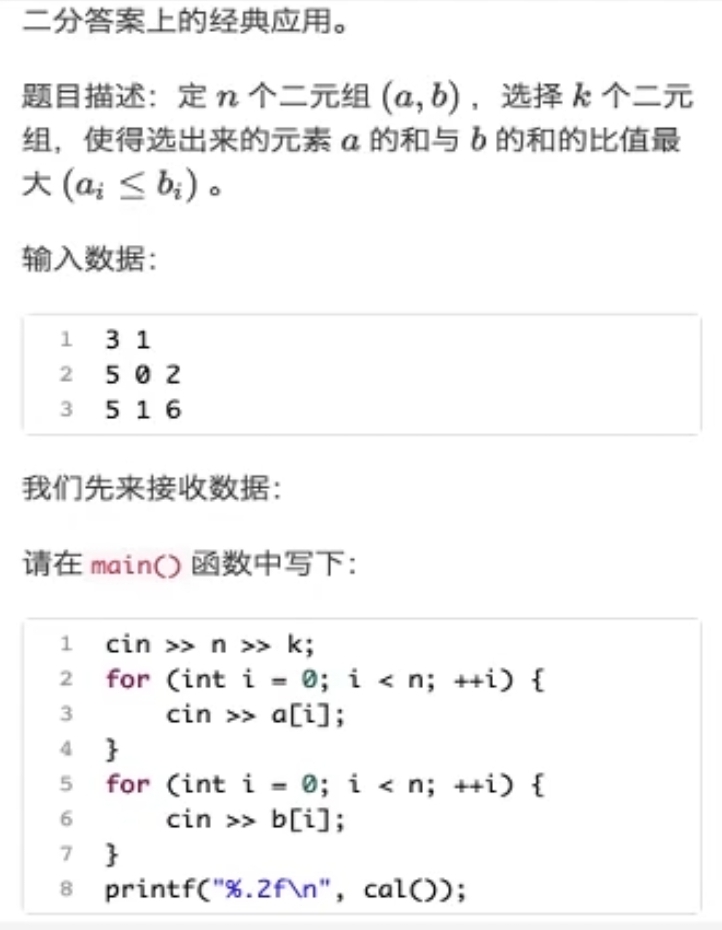 二分答案上的经典应用。
题目描述：定 n 个二元组 (a, b) ，选择 k 个二元
组，使得选出来的元素 a 的和与 b 的和的比值最
大 (aᵢ ≤ bᵢ) 。
输入数据：
1 3 1
2 5 0 2
3 5 1 6
我们先来接收数据：
请在 main() 函数中写下：
1 cin >> n >> k;
2 for (int i = 0; i < n; ++i) {
3     cin >> a[i];
4 }
5 for (int i = 0; i < n; ++i) {
6     cin >> b[i];
7 }
8 printf("%.2f\n", cal());